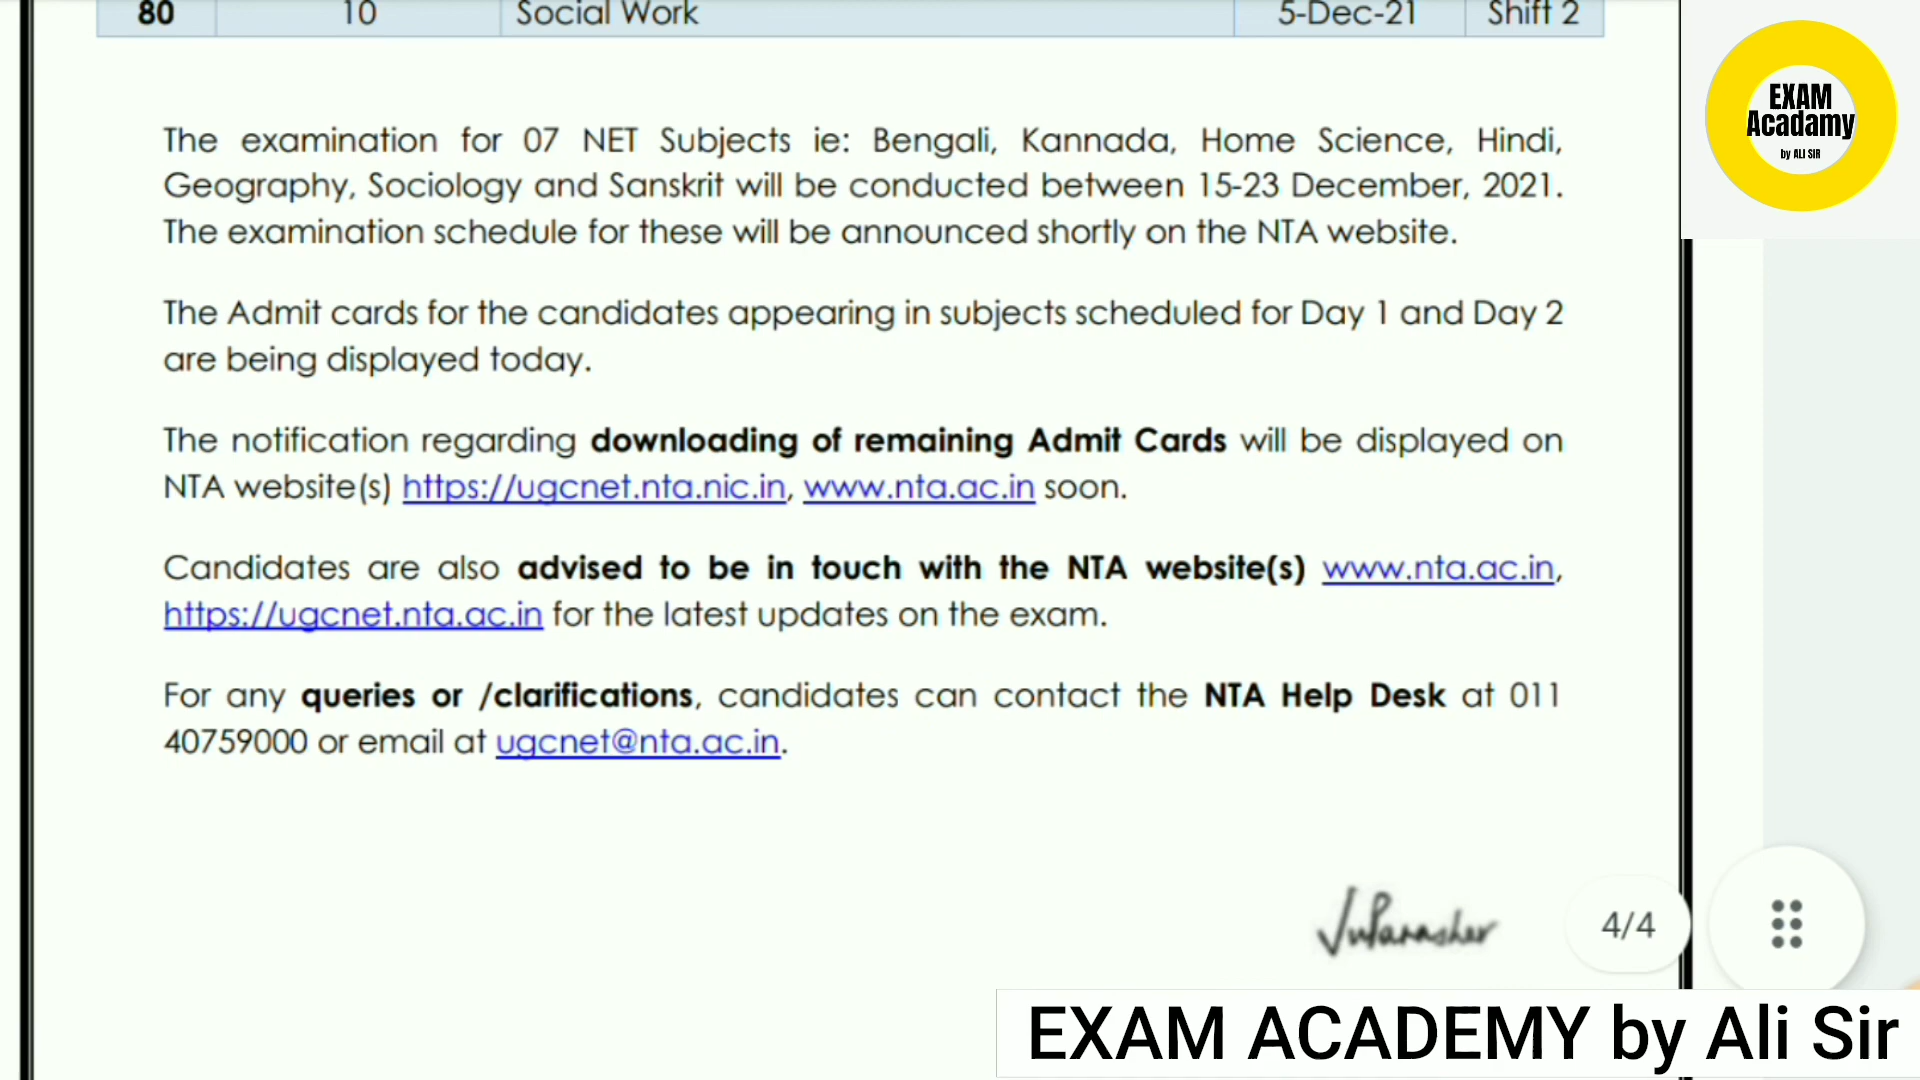 80 10 Social Work 5-Dec-21 Shift 2
EXAM
Acadamy
by ALI SIR
The examination for 07 NET Subjects ie: Bengali, Kannada, Home Science, Hindi,
Geography, Sociology and Sanskrit will be conducted between 15-23 December, 2021.
The examination schedule for these will be announced shortly on the NTA website.
The Admit cards for the candidates appearing in subjects scheduled for Day 1 and Day 2
are being displayed today.
The notification regarding downloading of remaining Admit Cards will be displayed on
NTA website(s) https://ugcnet.nta.nic.in, www.nta.ac.in soon.
Candidates are also advised to be in touch with the NTA website(s) www.nta.ac.in,
https://ugcnet.nta.ac.in for the latest updates on the exam.
For any queries or /clarifications, candidates can contact the NTA Help Desk at 011
40759000 or email at ugcnet@nta.ac.in.
4/4
EXAM ACADEMY by Ali Sir